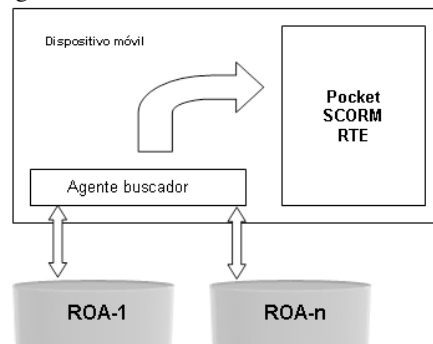 Dispositivo móvil
Pocket
SCORM
RTE
Agente buscador
ROA-1
ROA-n